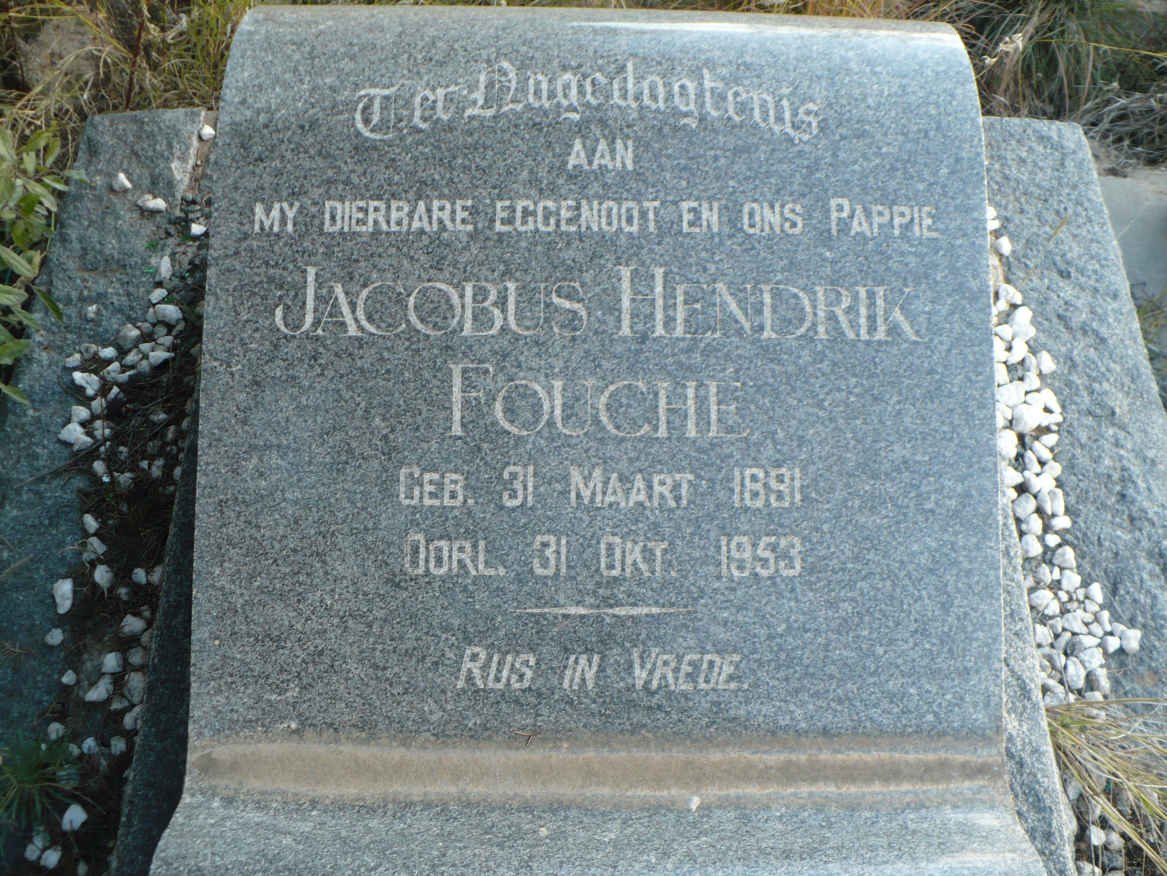 Ter Nagedagtenis
AAN
MY DIERBARE EGGENOOT EN ONS PAPPIE
JACOBUS HENDRIK
FOUCHÉ
GEB. 31 MAART 1891
OORL. 31 OKT. 1953
RUS IN VREDE.